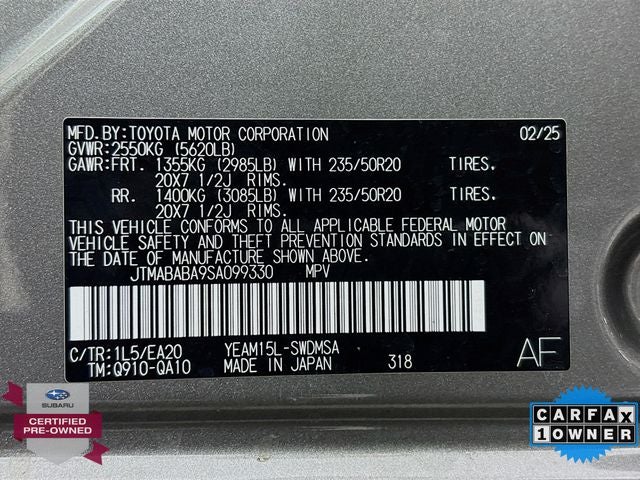 MFD.BY:TOYOTA MOTOR CORPORATION 02/25
GVWR:2550KG (5620LB)
GAWR:FRT. 1355KG (2985LB) WITH 235/50R20 TIRES.
20X7 1/2J RIMS.
RR. 1400KG (3085LB) WITH 235/50R20 TIRES.
20X7 1/2J RIMS.
THIS VEHICLE CONFORMS TO ALL APPLICABLE FEDERAL MOTOR
VEHICLE SAFETY AND THEFT PREVENTION STANDARDS IN EFFECT ON
THE DATE OF MANUFACTURE SHOWN ABOVE.
JTMABABA9SA099330 MPV
C/TR:1L5/EA20 YEAM15L-SWDMSA
TM:Q910-QA10 MADE IN JAPAN 318 AF
SUBARU
CERTIFIED
PRE-OWNED
CARFAX
1 OWNER